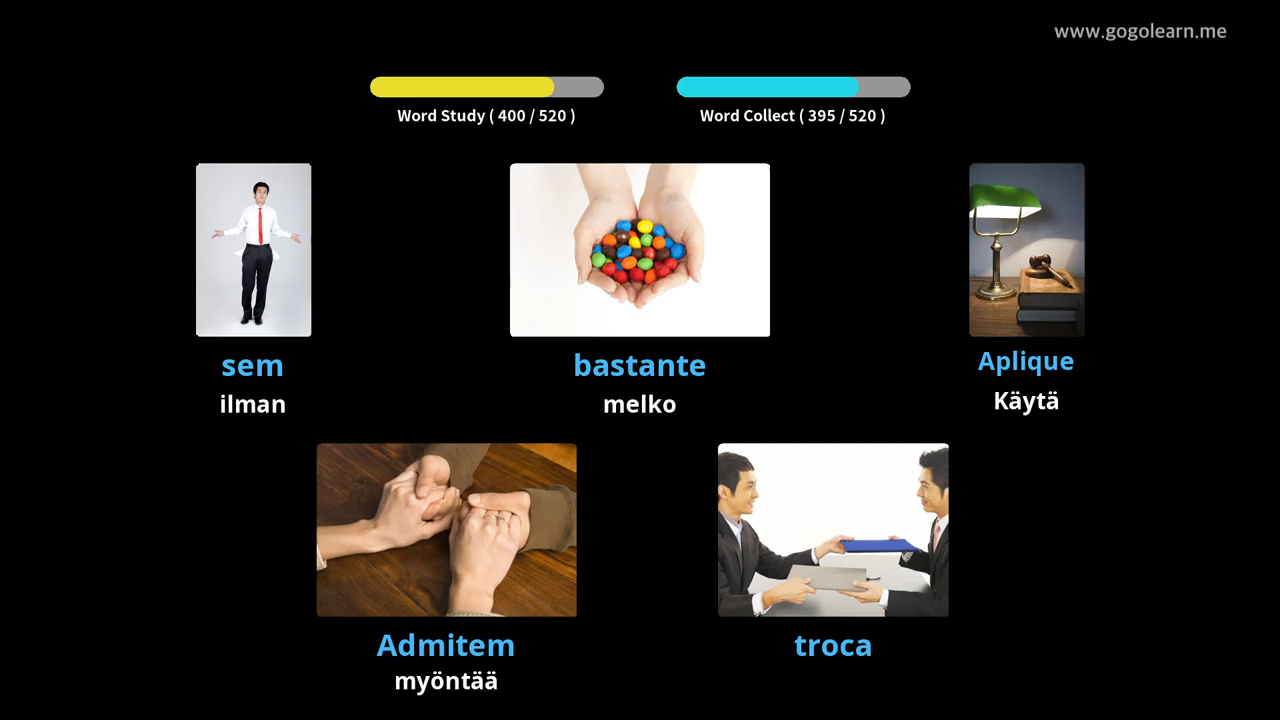 www.gogolearn.me
Word Study ( 400 / 520 )
Word Collect ( 395 / 520 )
sem
ilman
bastante
melko
Aplique
Käytä
Admitem
myöntää
troca